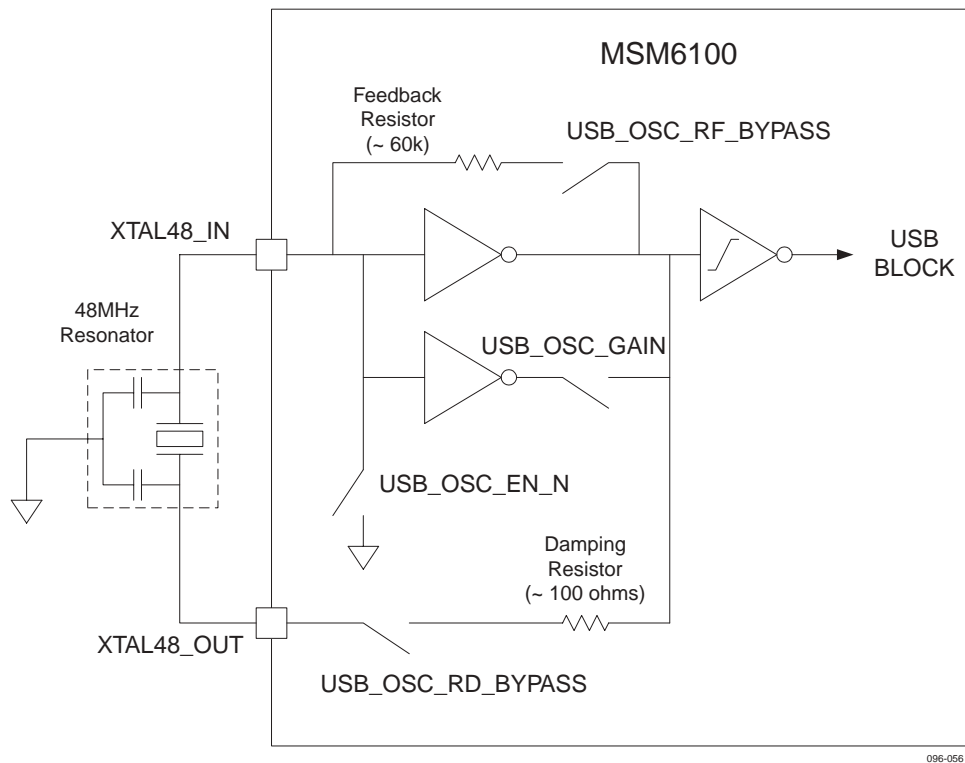 MSM6100
Feedback
Resistor
(~ 60k)
USB_OSC_RF_BYPASS
XTAL48_IN
USB
BLOCK
48MHz
Resonator
USB_OSC_GAIN
USB_OSC_EN_N
Damping
Resistor
(~ 100 ohms)
XTAL48_OUT
USB_OSC_RD_BYPASS
096-056